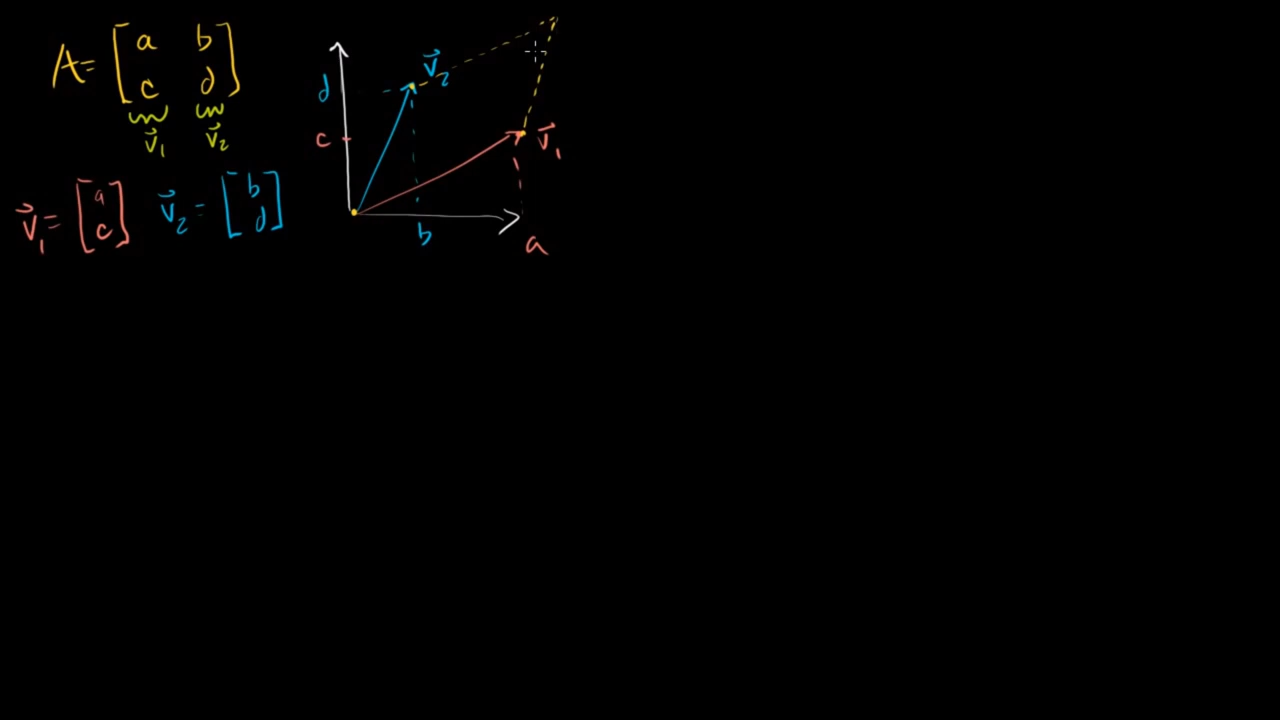 A = [ a b
c d ]
v⃗₁ v⃗₂
v⃗₁ = [ a
c ]
v⃗₂ = [ b
d ]
d
v⃗₂
c
v⃗₁
b
a